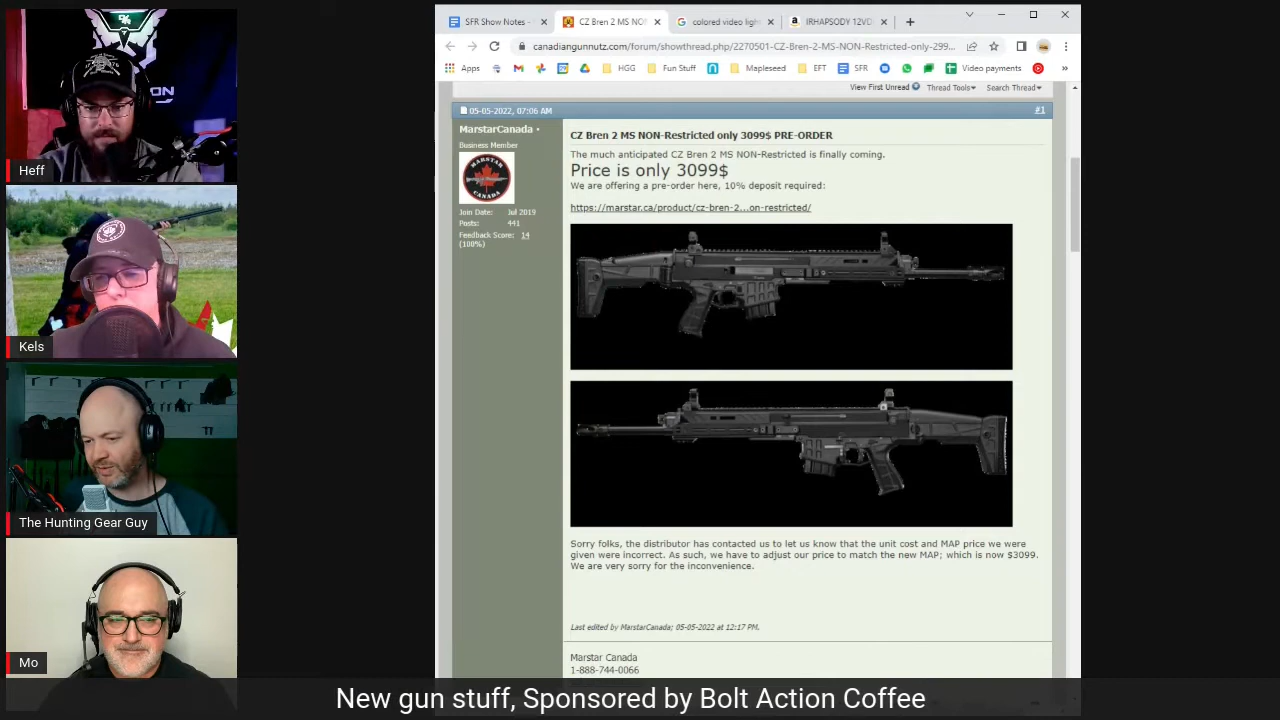 Heff
Kels
The Hunting Gear Guy
Mo
SFR Show Notes -
CZ Bren 2 MS NON
colored video ligh
IRHAPSODY 12VD
canadiangunnutz.com/forum/showthread.php/2270501-CZ-Bren-2-MS-NON-Restricted-only-299...
Apps
HGG
Fun Stuff
Mapleseed
EFT
SFR
Video payments
View First Unread
Thread Tools
Search Thread
05-05-2022, 07:06 AM
#1
MarstarCanada
Business Member
MARSTAR
CANADA
Join Date: Jul 2019
Posts: 441
Feedback Score: 14
(100%)
CZ Bren 2 MS NON-Restricted only 3099$ PRE-ORDER
The much anticipated CZ Bren 2 MS NON-Restricted is finally coming.
Price is only 3099$
We are offering a pre-order here, 10% deposit required:
https://marstar.ca/product/cz-bren-2...on-restricted/
Sorry folks, the distributor has contacted us to let us know that the unit cost and MAP price we were
given were incorrect. As such, we have to adjust our price to match the new MAP; which is now $3099.
We are very sorry for the inconvenience.
Last edited by MarstarCanada; 05-05-2022 at 12:17 PM.
Marstar Canada
1-888-744-0066
New gun stuff, Sponsored by Bolt Action Coffee